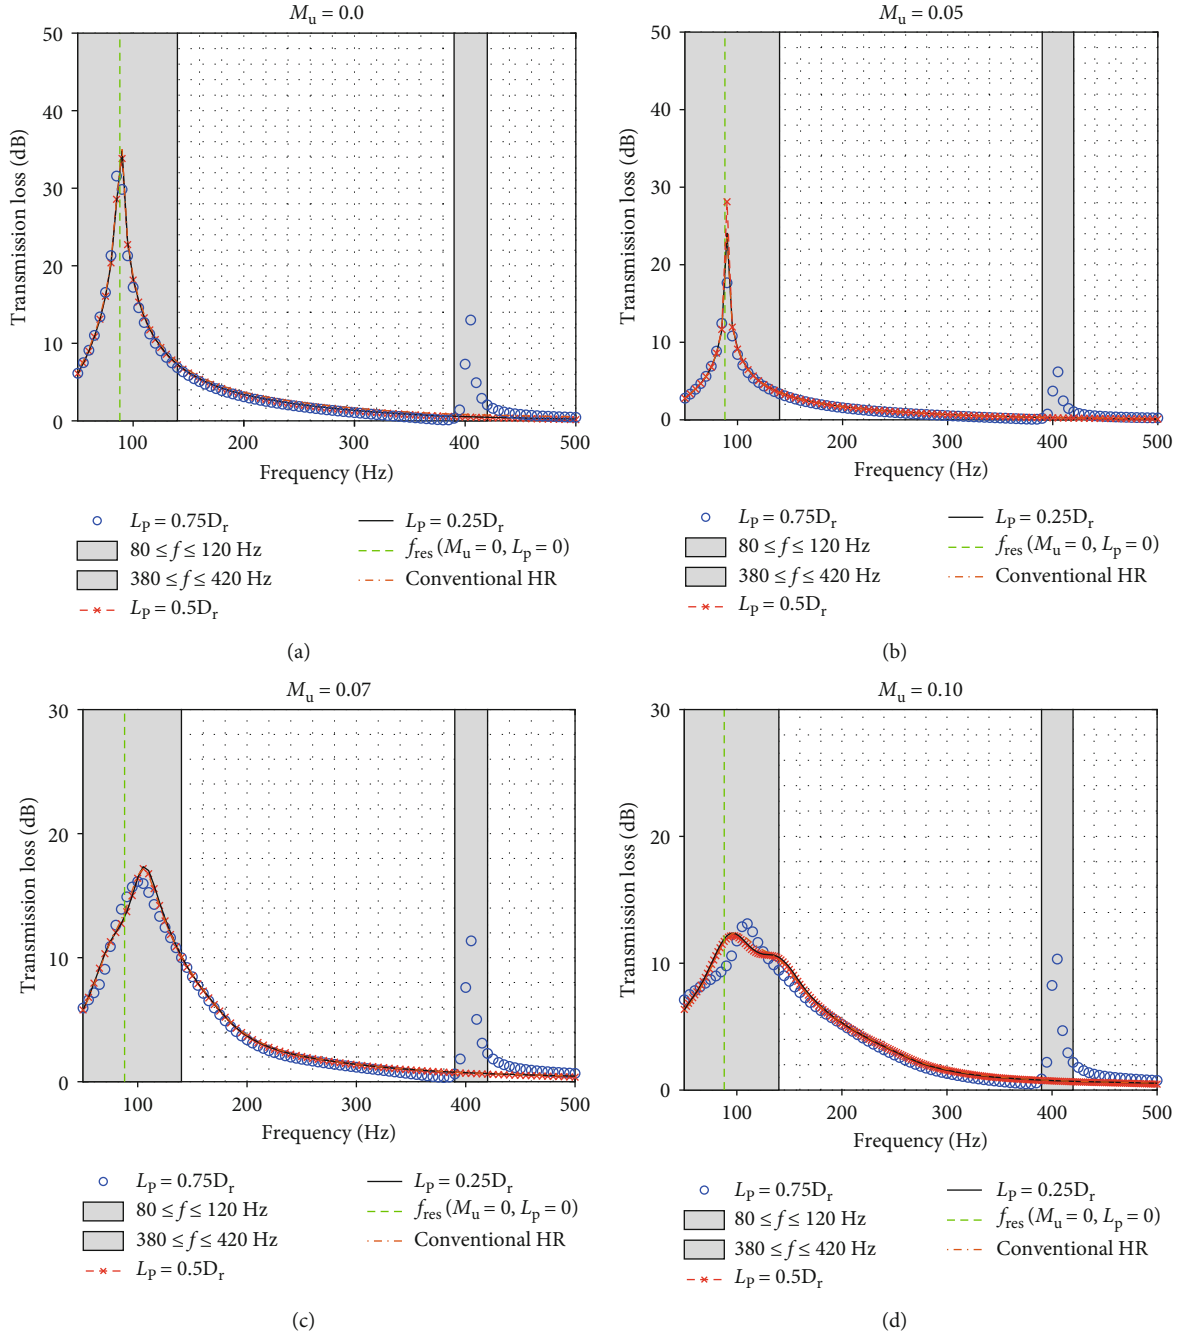 M_u = 0.0
Transmission loss (dB)
50
40
30
20
10
0
100
200
300
400
500
Frequency (Hz)
L_P = 0.75D_r
80 ≤ f ≤ 120 Hz
380 ≤ f ≤ 420 Hz
L_P = 0.5D_r
L_P = 0.25D_r
f_res (M_u = 0, L_p = 0)
Conventional HR
(a)
M_u = 0.05
Transmission loss (dB)
50
40
30
20
10
0
100
200
300
400
500
Frequency (Hz)
L_P = 0.75D_r
80 ≤ f ≤ 120 Hz
380 ≤ f ≤ 420 Hz
L_P = 0.5D_r
L_P = 0.25D_r
f_res (M_u = 0, L_p = 0)
Conventional HR
(b)
M_u = 0.07
Transmission loss (dB)
30
20
10
0
100
200
300
400
500
Frequency (Hz)
L_P = 0.75D_r
80 ≤ f ≤ 120 Hz
380 ≤ f ≤ 420 Hz
L_P = 0.5D_r
L_P = 0.25D_r
f_res (M_u = 0, L_p = 0)
Conventional HR
(c)
M_u = 0.10
Transmission loss (dB)
30
20
10
0
100
200
300
400
500
Frequency (Hz)
L_P = 0.75D_r
80 ≤ f ≤ 120 Hz
380 ≤ f ≤ 420 Hz
L_P = 0.5D_r
L_P = 0.25D_r
f_res (M_u = 0, L_p = 0)
Conventional HR
(d)